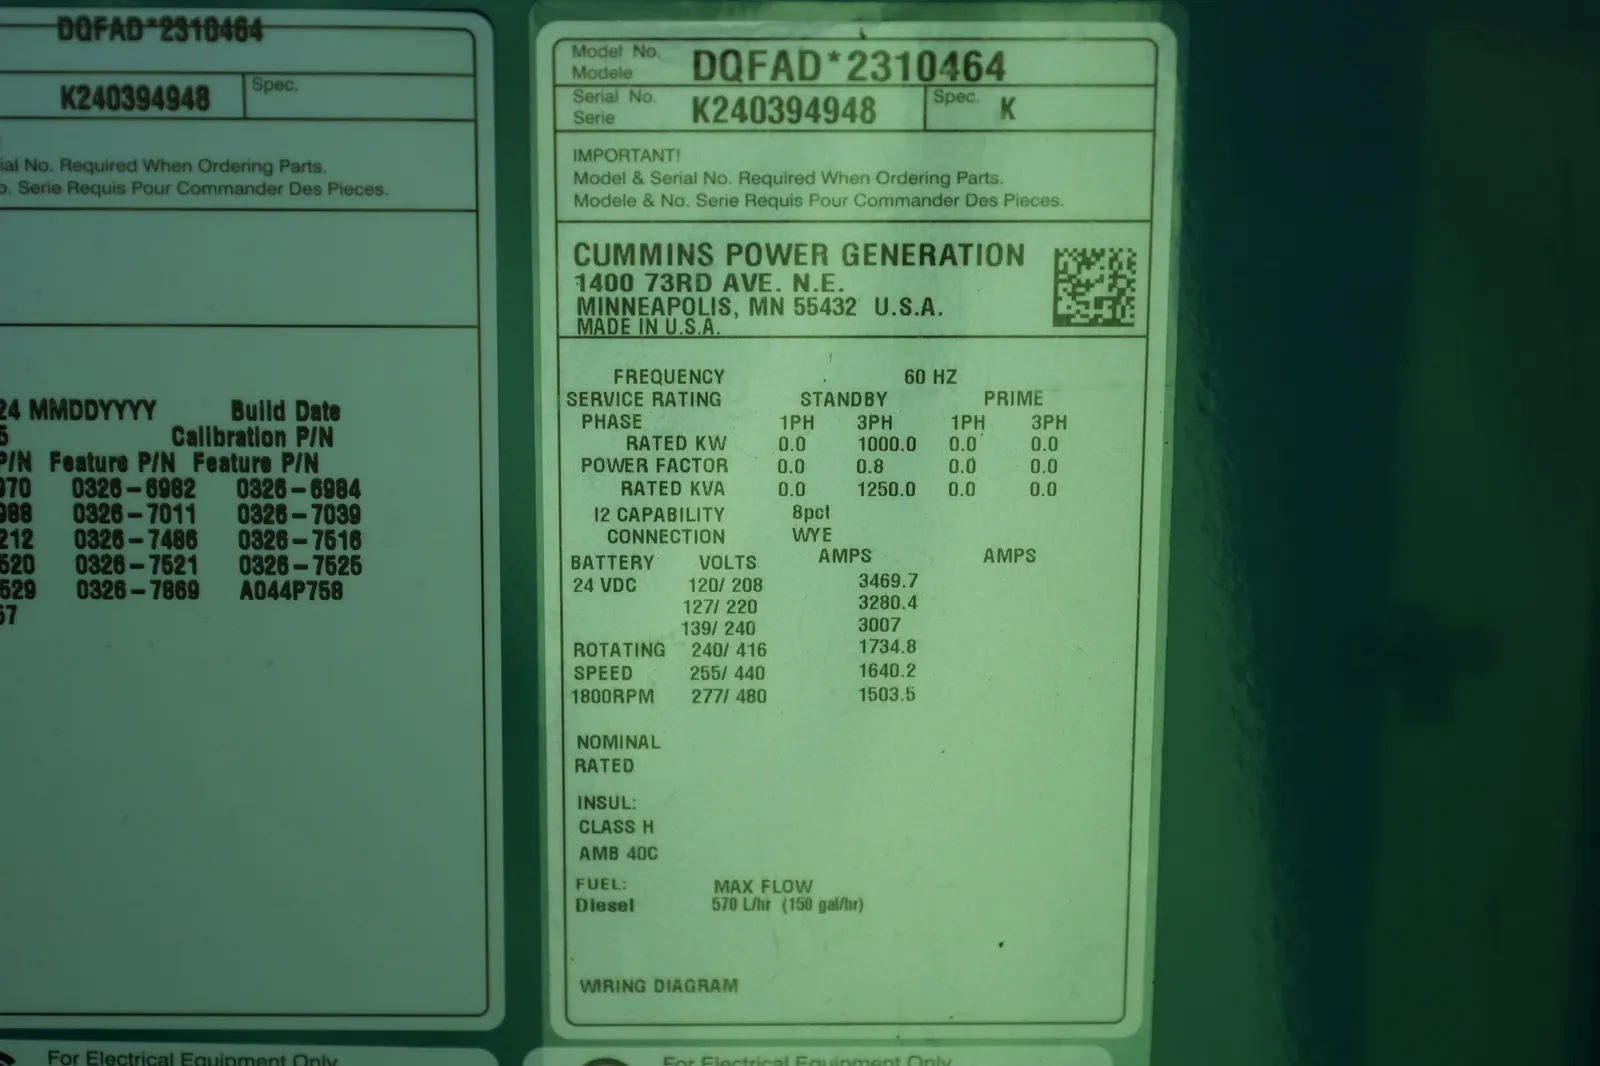 DQFAD*2310464
K240394948 Spec.
ial No. Required When Ordering Parts.
o. Serie Requis Pour Commander Des Pieces.
24 MMDDYYYY Build Date
5 Calibration P/N
P/N Feature P/N Feature P/N
970 0326-6982 0326-6984
988 0326-7011 0326-7039
212 0326-7486 0326-7516
520 0326-7521 0326-7525
529 0326-7869 A044P758
57
For Electrical Equipment Only
Model No.
Modele DQFAD*2310464
Serial No. Spec.
Serie K240394948 K
IMPORTANT!
Model & Serial No. Required When Ordering Parts.
Modele & No. Serie Requis Pour Commander Des Pieces.
CUMMINS POWER GENERATION
1400 73RD AVE. N.E.
MINNEAPOLIS, MN 55432 U.S.A.
MADE IN U.S.A.
FREQUENCY 60 HZ
SERVICE RATING STANDBY PRIME
PHASE 1PH 3PH 1PH 3PH
RATED KW 0.0 1000.0 0.0 0.0
POWER FACTOR 0.0 0.8 0.0 0.0
RATED KVA 0.0 1250.0 0.0 0.0
I2 CAPABILITY 8pct
CONNECTION WYE
BATTERY VOLTS AMPS AMPS
24 VDC 120/ 208 3469.7
127/ 220 3280.4
139/ 240 3007
ROTATING 240/ 416 1734.8
SPEED 255/ 440 1640.2
1800RPM 277/ 480 1503.5
NOMINAL
RATED
INSUL:
CLASS H
AMB 40C
FUEL: MAX FLOW
Diesel 570 L/hr (150 gal/hr)
WIRING DIAGRAM
For Electrical Equipment Only